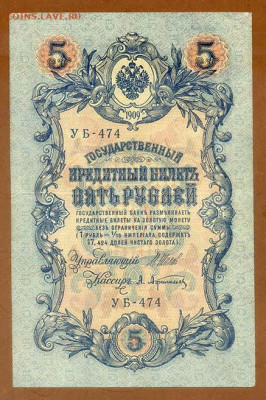 COINS.LAVE.RU
5 5
1909
УБ-474
ГОСУДАРСТВЕННЫЙ
КРЕДИТНЫЙ БИЛЕТЪ
ПЯТЬ РУБЛЕЙ
ГОСУДАРСТВЕННЫЙ БАНКЪ РАЗМѢНИВАЕТЪ
КРЕДИТНЫЕ БИЛЕТЫ НА ЗОЛОТУЮ МОНЕТУ
БЕЗЪ ОГРАНИЧЕНІЯ СУММЫ
(1 РУБЛЬ = 1/15 ИМПЕРІАЛА, СОДЕРЖИТЪ
17,424 ДОЛЕЙ ЧИСТАГО ЗОЛОТА)
Управляющій
Кассиръ
УБ-474
5